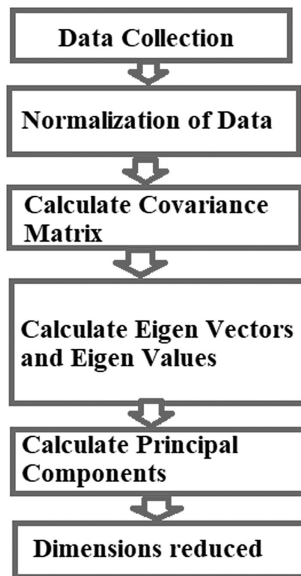 Data Collection
Normalization of Data
Calculate Covariance
Matrix
Calculate Eigen Vectors
and Eigen Values
Calculate Principal
Components
Dimensions reduced